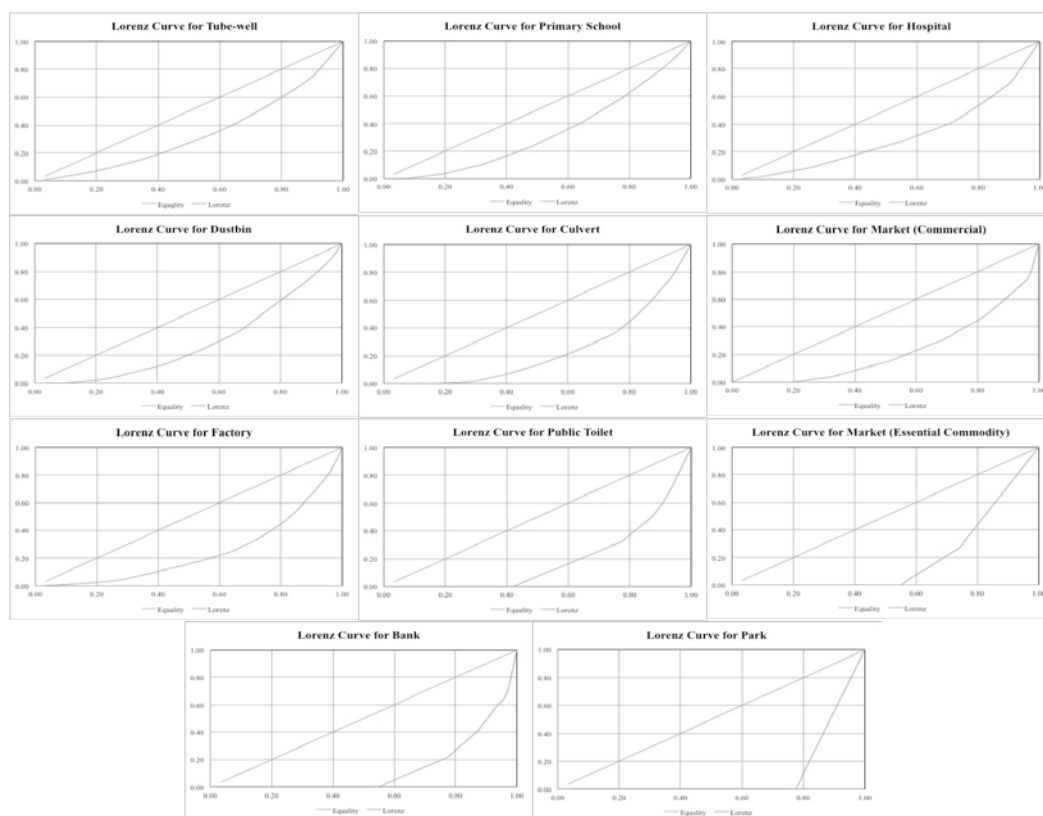 Lorenz Curve for Tube-well
1.00
0.80
0.60
0.40
0.20
0.00
0.00 0.20 0.40 0.60 0.80 1.00
Equality Lorenz
Lorenz Curve for Primary School
1.00
0.80
0.60
0.40
0.20
0.00
0.00 0.20 0.40 0.60 0.80 1.00
Equality Lorenz
Lorenz Curve for Hospital
1.00
0.80
0.60
0.40
0.20
0.00
0.00 0.20 0.40 0.60 0.80 1.00
Equality Lorenz
Lorenz Curve for Dustbin
1.00
0.80
0.60
0.40
0.20
0.00
0.00 0.20 0.40 0.60 0.80 1.00
Equality Lorenz
Lorenz Curve for Culvert
1.00
0.80
0.60
0.40
0.20
0.00
0.00 0.20 0.40 0.60 0.80 1.00
Equality Lorenz
Lorenz Curve for Market (Commercial)
1.00
0.80
0.60
0.40
0.20
0.00
0.00 0.20 0.40 0.60 0.80 1.00
Equality Lorenz
Lorenz Curve for Factory
1.00
0.80
0.60
0.40
0.20
0.00
0.00 0.20 0.40 0.60 0.80 1.00
Equality Lorenz
Lorenz Curve for Public Toilet
1.00
0.80
0.60
0.40
0.20
0.00
0.00 0.20 0.40 0.60 0.80 1.00
Equality Lorenz
Lorenz Curve for Market (Essential Commodity)
1.00
0.80
0.60
0.40
0.20
0.00
0.00 0.20 0.40 0.60 0.80 1.00
Equality Lorenz
Lorenz Curve for Bank
1.00
0.80
0.60
0.40
0.20
0.00
0.00 0.20 0.40 0.60 0.80 1.00
Equality Lorenz
Lorenz Curve for Park
1.00
0.80
0.60
0.40
0.20
0.00
0.00 0.20 0.40 0.60 0.80 1.00
Equality Lorenz